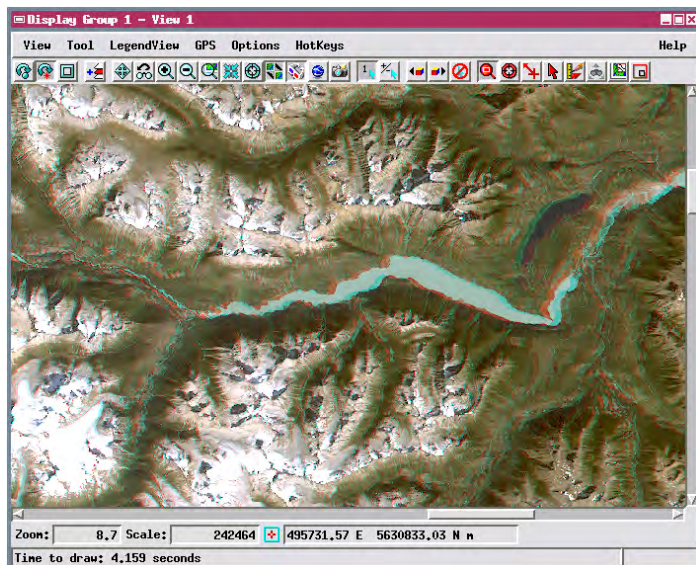 Display Group 1 - View 1
View Tool LegendView GPS Options HotKeys Help
Zoom: 8.7 Scale: 242464 495731.57 E 5630833.03 N m
Time to draw: 4.159 seconds